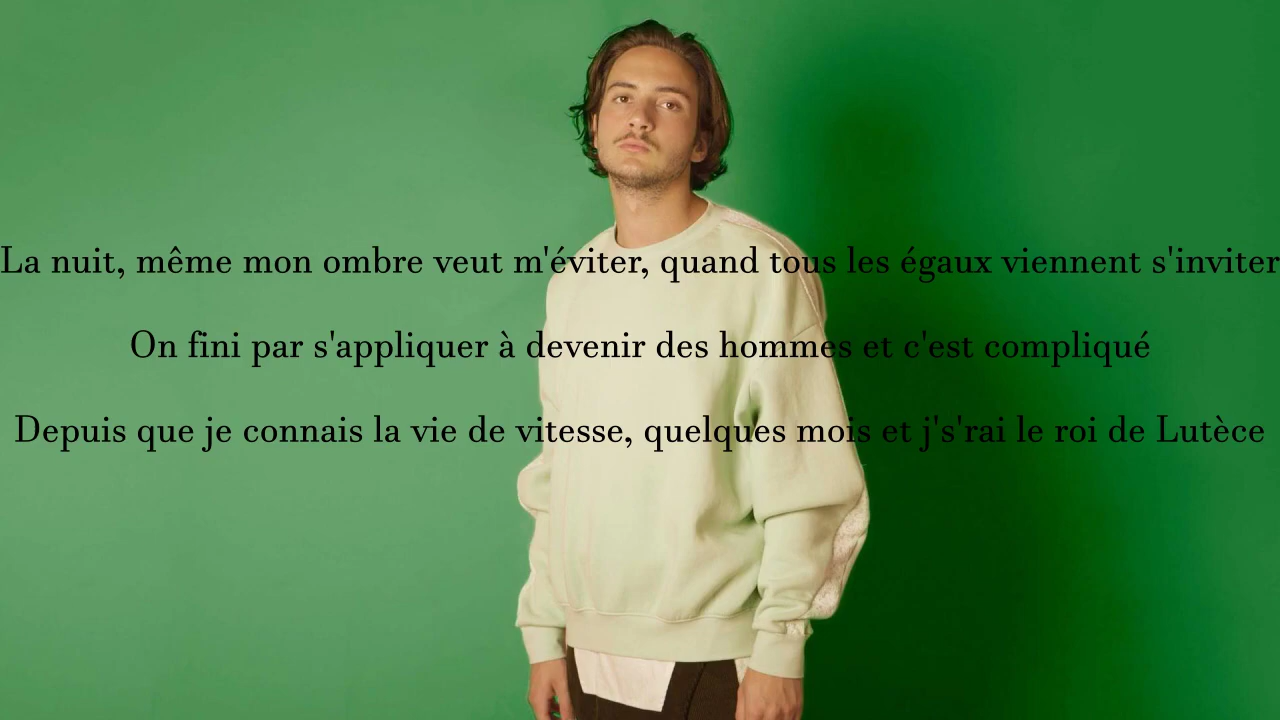 La nuit, même mon ombre veut m'éviter, quand tous les égaux viennent s'inviter
On fini par s'appliquer à devenir des hommes et c'est compliqué
Depuis que je connais la vie de vitesse, quelques mois et j's'rai le roi de Lutèce